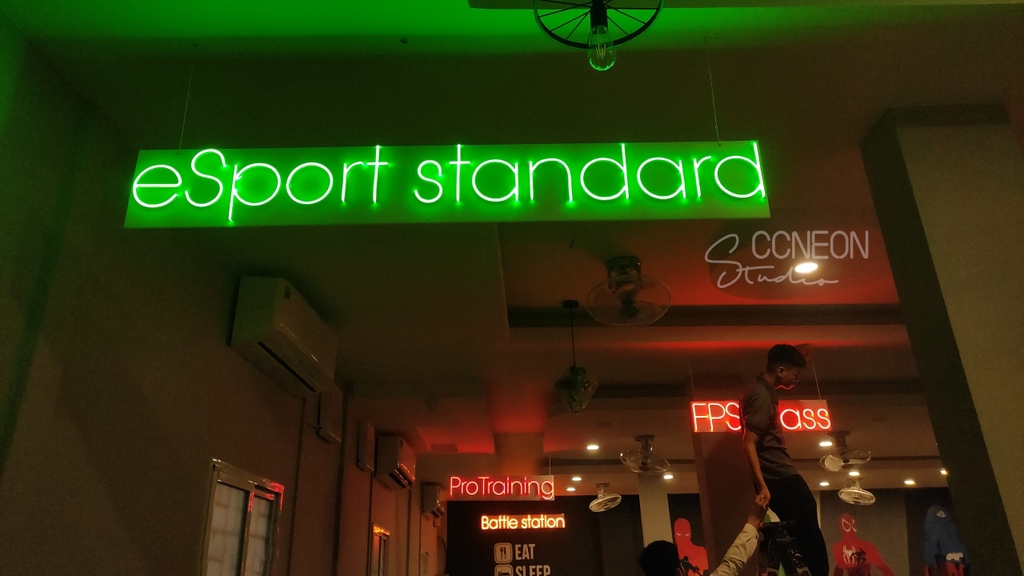 eSport standard
CCNEON
Studio
FPS ass
ProTraining
Battle station
EAT
SLEEP